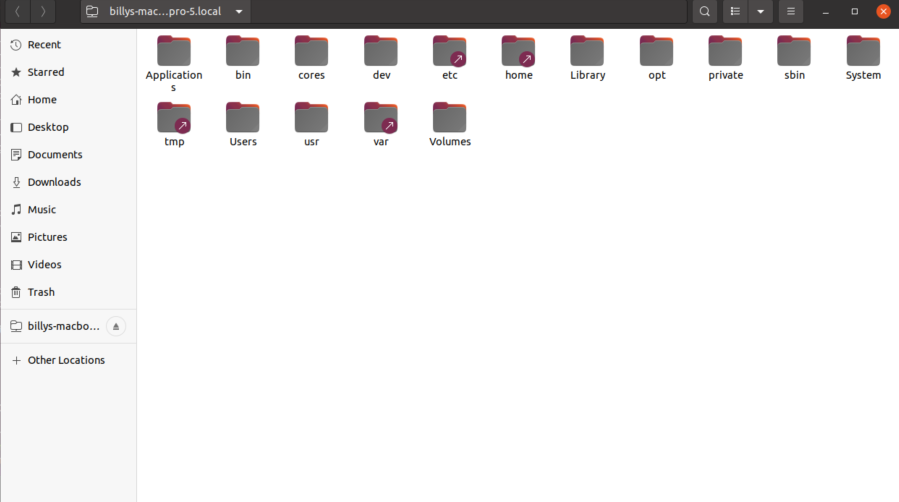 billys-mac...pro-5.local
Recent
Starred
Home
Desktop
Documents
Downloads
Music
Pictures
Videos
Trash
billys-macbo...
Other Locations
Application
s
bin
cores
dev
etc
home
Library
opt
private
sbin
System
tmp
Users
usr
var
Volumes